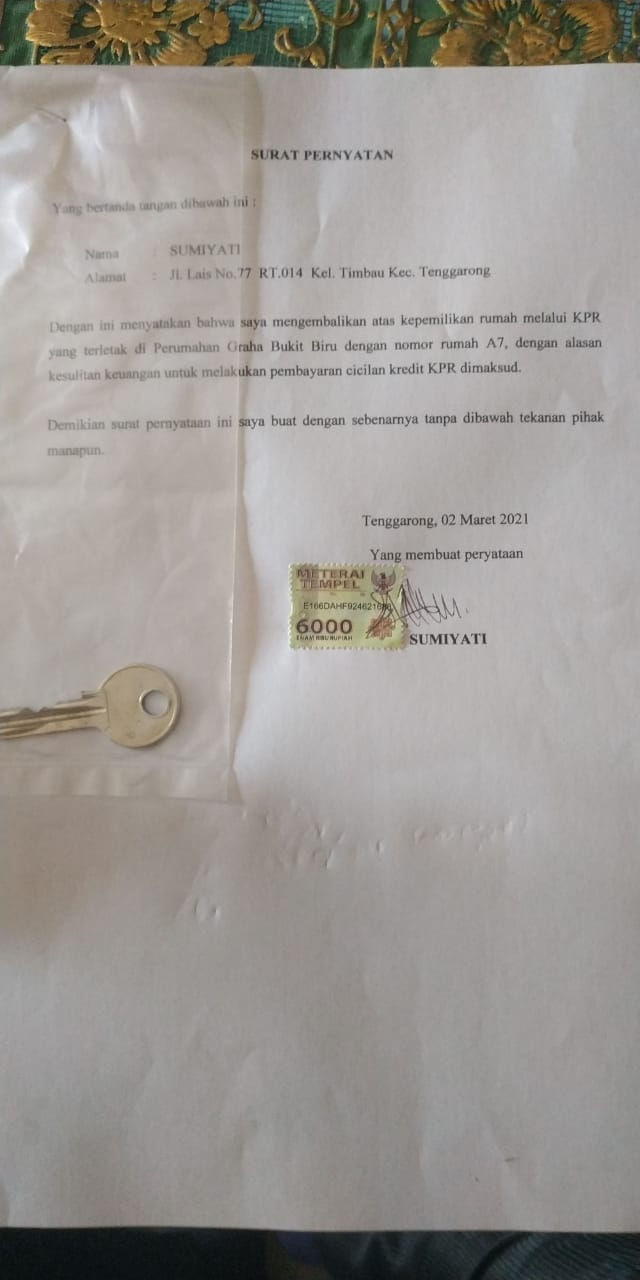 SURAT PERNYATAN
Yang bertanda tangan dibawah ini :
Nama : SUMIYATI
Alamat : Jl. Lais No.77 RT.014 Kel. Timbau Kec. Tenggarong
Dengan ini menyatakan bahwa saya mengembalikan atas kepemilikan rumah melalui KPR
yang terletak di Perumahan Graha Bukit Biru dengan nomor rumah A7, dengan alasan
kesulitan keuangan untuk melakukan pembayaran cicilan kredit KPR dimaksud.
Demikian surat pernyataan ini saya buat dengan sebenarnya tanpa dibawah tekanan pihak
manapun.
Tenggarong, 02 Maret 2021
Yang membuat peryataan
METERAI
TEMPEL
6000
ENAM RIBU RUPIAH
SUMIYATI